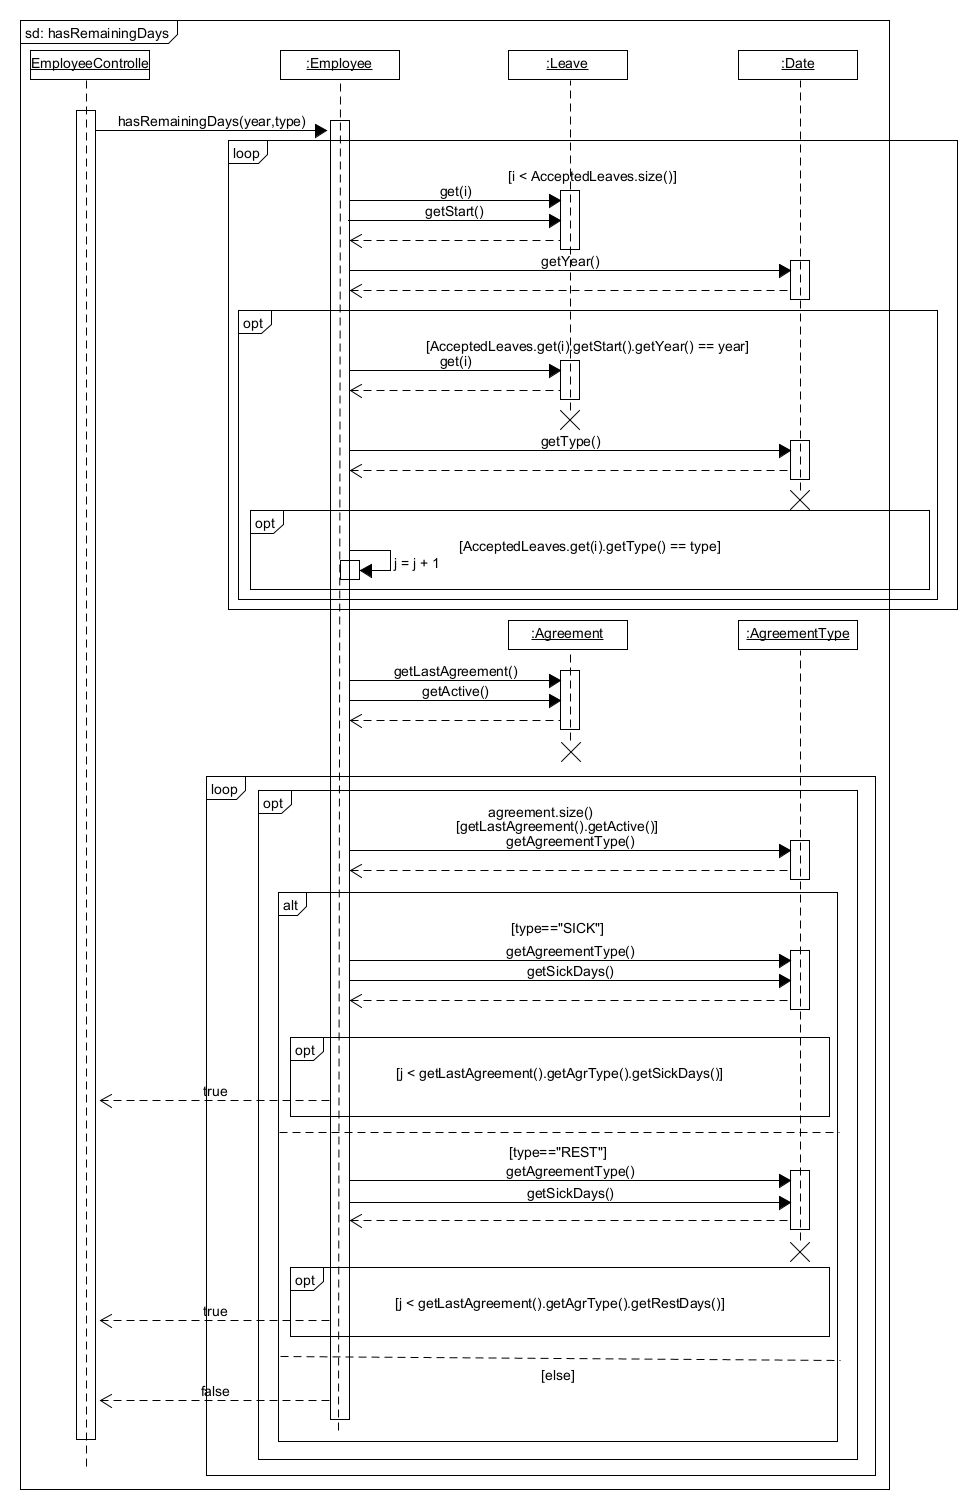 sd: hasRemainingDays
EmployeeControlle
:Employee
:Leave
:Date
hasRemainingDays(year,type)
loop
[i < AcceptedLeaves.size()]
get(i)
getStart()
getYear()
opt
[AcceptedLeaves.get(i).getStart().getYear() == year]
get(i)
getType()
opt
[AcceptedLeaves.get(i).getType() == type]
j = j + 1
:Agreement
:AgreementType
getLastAgreement()
getActive()
loop
opt
agreement.size()
[getLastAgreement().getActive()]
getAgreementType()
alt
[type=="SICK"]
getAgreementType()
getSickDays()
opt
[j < getLastAgreement().getAgrType().getSickDays()]
true
[type=="REST"]
getAgreementType()
getSickDays()
opt
[j < getLastAgreement().getAgrType().getRestDays()]
true
[else]
false